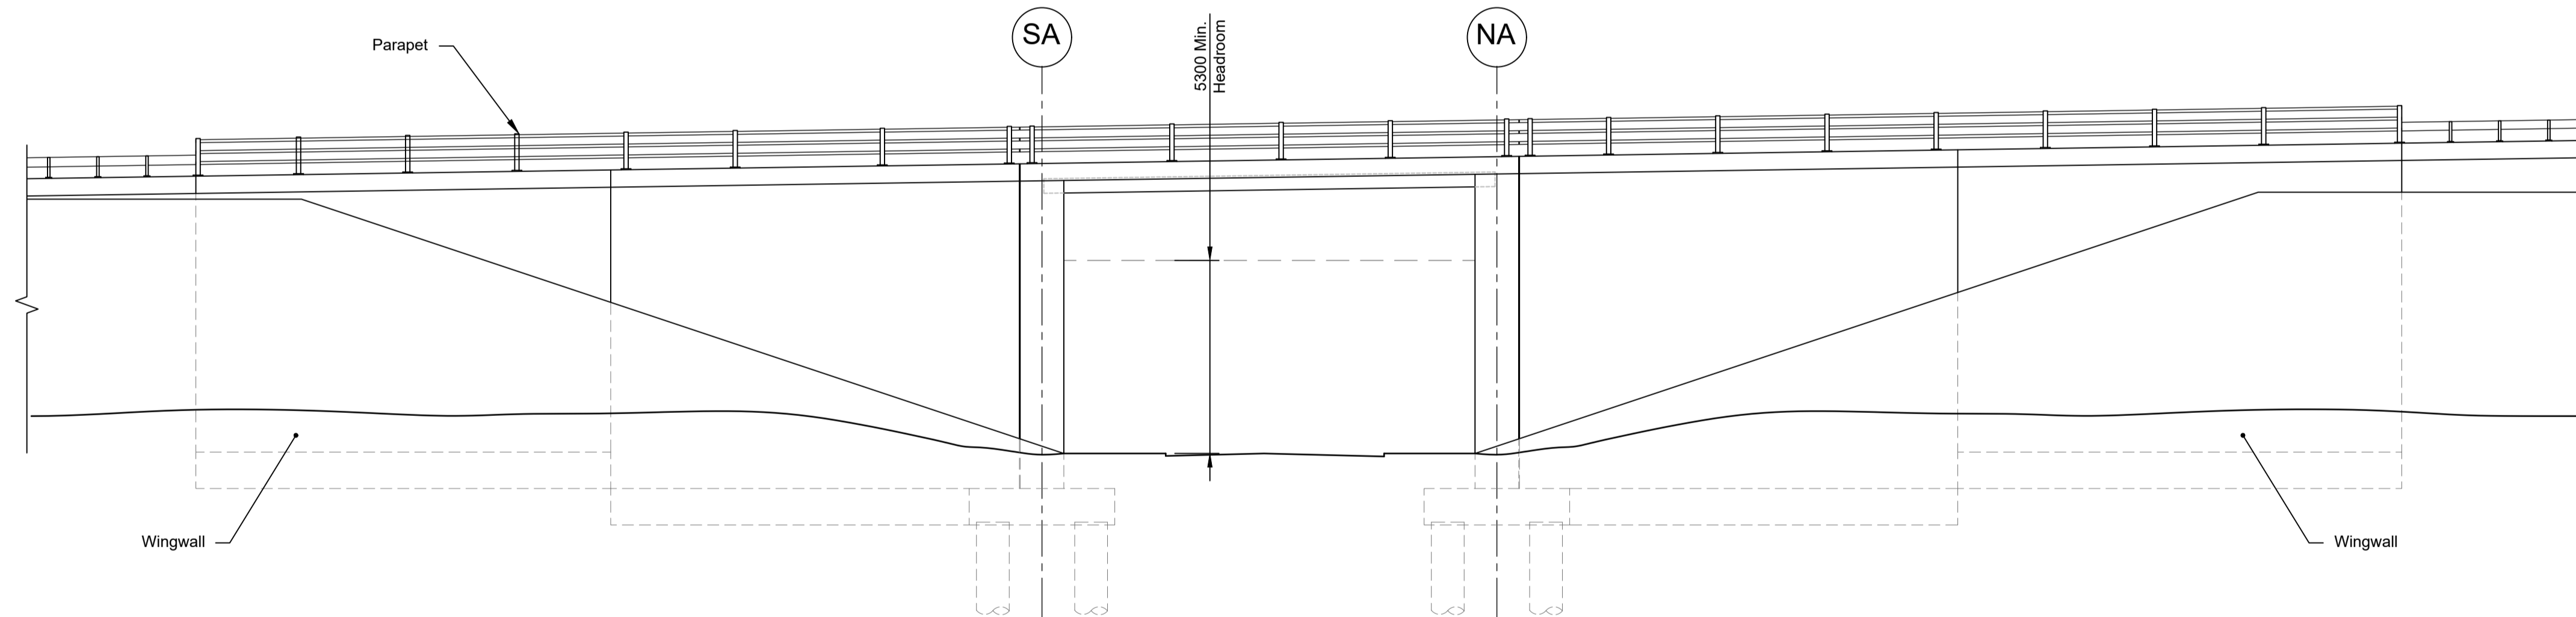 SA
NA
Parapet
5300 Min.
Headroom
Wingwall
Wingwall